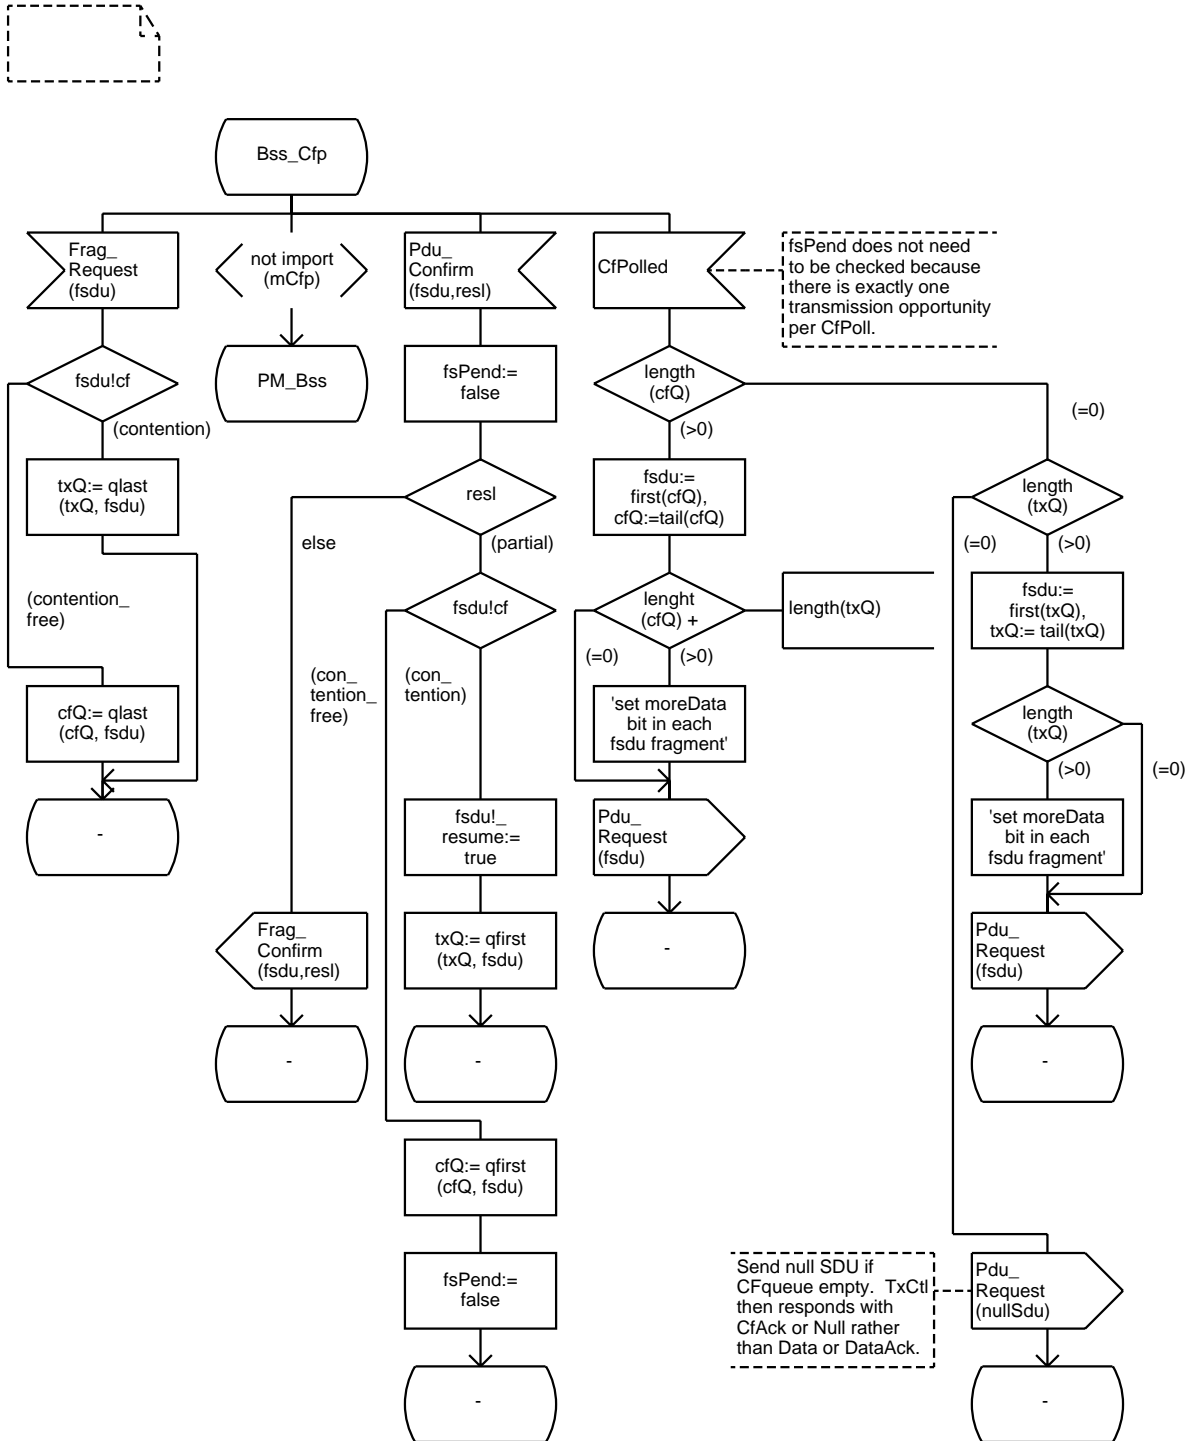 Bss_Cfp
Frag_
Request
(fsdu)
not import
(mCfp)
Pdu_
Confirm
(fsdu,resl)
CfPolled
fsPend does not need
to be checked because
there is exactly one
transmission opportunity
per CfPoll.
fsdu!cf
PM_Bss
fsPend:=
false
length
(cfQ)
(=0)
(contention)
(>0)
txQ:= qlast
(txQ, fsdu)
resl
fsdu:=
first(cfQ),
cfQ:=tail(cfQ)
length
(txQ)
else
(partial)
(=0)
(>0)
(contention_
free)
fsdu!cf
lenght
(cfQ) +
length(txQ)
fsdu:=
first(txQ),
txQ:= tail(txQ)
(=0)
(>0)
(con_
tention_
free)
(con_
tention)
cfQ:= qlast
(cfQ, fsdu)
'set moreData
bit in each
fsdu fragment'
length
(txQ)
(>0)
(=0)
-
fsdu!_
resume:=
true
Pdu_
Request
(fsdu)
'set moreData
bit in each
fsdu fragment'
Frag_
Confirm
(fsdu,resl)
txQ:= qfirst
(txQ, fsdu)
-
Pdu_
Request
(fsdu)
-
-
-
cfQ:= qfirst
(cfQ, fsdu)
fsPend:=
false
Send null SDU if
CFqueue empty.  TxCtl
then responds with
CfAck or Null rather
than Data or DataAck.
Pdu_
Request
(nullSdu)
-
-